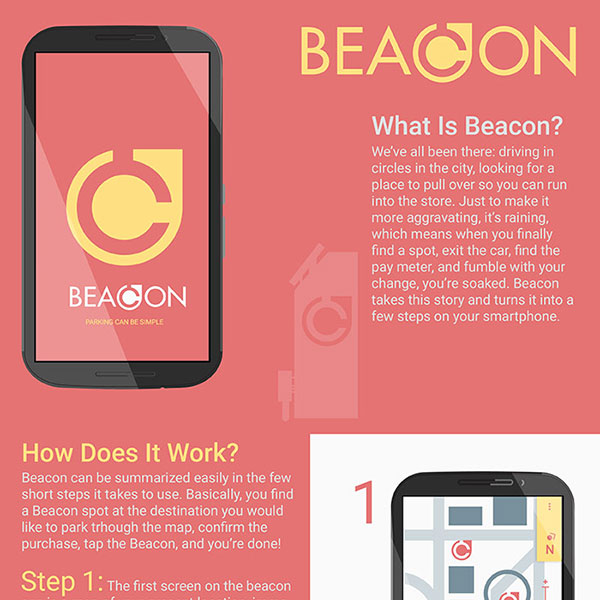 BEACON
What Is Beacon?
We've all been there: driving in
circles in the city, looking for a
place to pull over so you can run
into the store. Just to make it
more aggravating, it's raining,
which means when you finally
find a spot, exit the car, find the
pay meter, and fumble with your
change, you're soaked. Beacon
takes this story and turns it into a
few steps on your smartphone.
BEACON
PARKING CAN BE SIMPLE
How Does It Work?
Beacon can be summarized easily in the few
short steps it takes to use. Basically, you find
a Beacon spot at the destination you would
like to park trhough the map, confirm the
purchase, tap the Beacon, and you're done!
Step 1: The first screen on the beacon
1
N